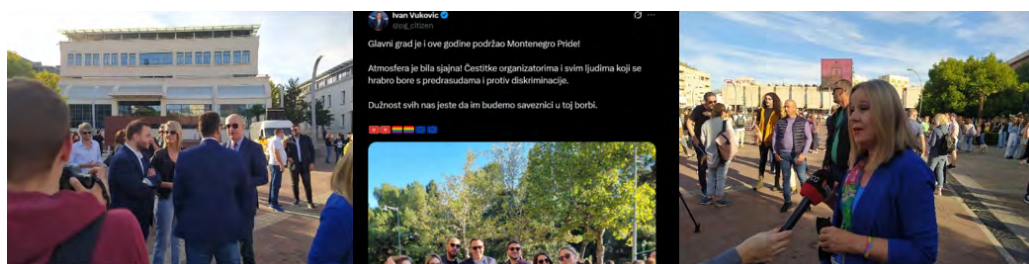 Ivan Vukovic
@pg_citizen
Glavni grad je i ove godine podržao Montenegro Pride!
Atmosfera je bila sjajna! Čestitke organizatorima i svim ljudima koji se
hrabro bore s predrasudama i protiv diskriminacije.
Dužnost svih nas jeste da im budemo saveznici u toj borbi.